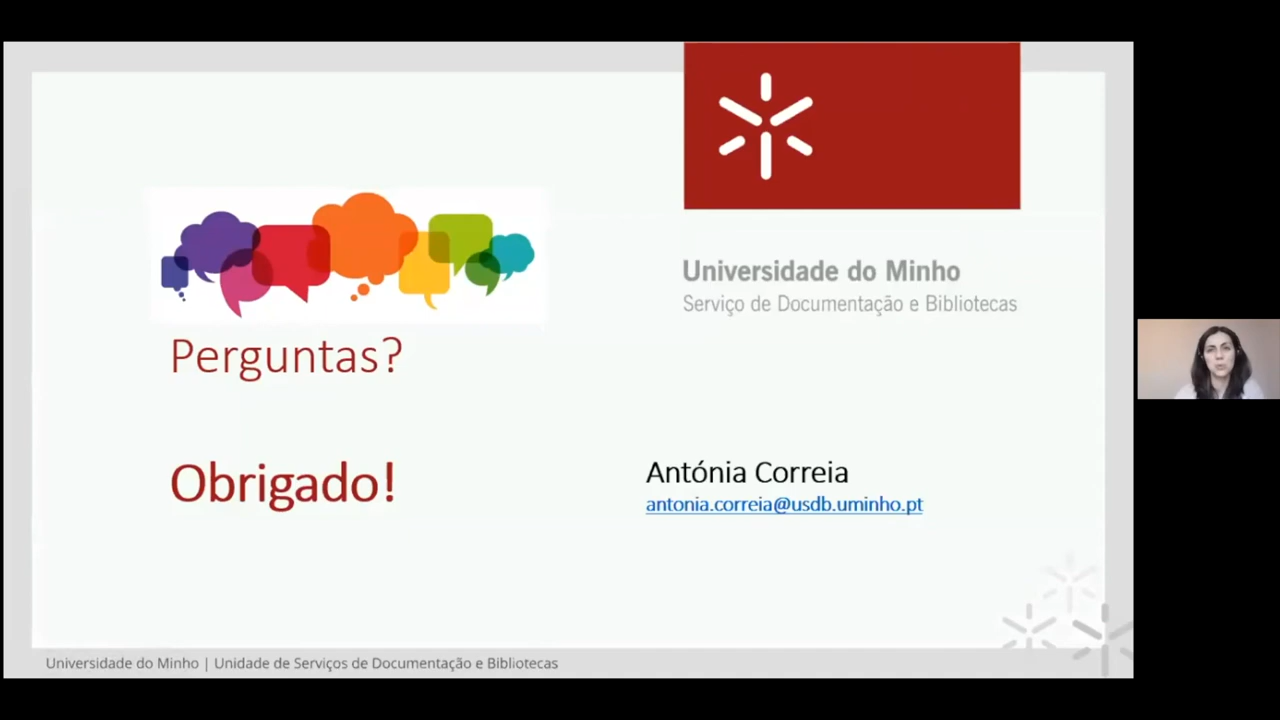 Universidade do Minho
Serviço de Documentação e Bibliotecas
Perguntas?
Obrigado!
Antónia Correia
antonia.correia@usdb.uminho.pt
Universidade do Minho | Unidade de Serviços de Documentação e Bibliotecas